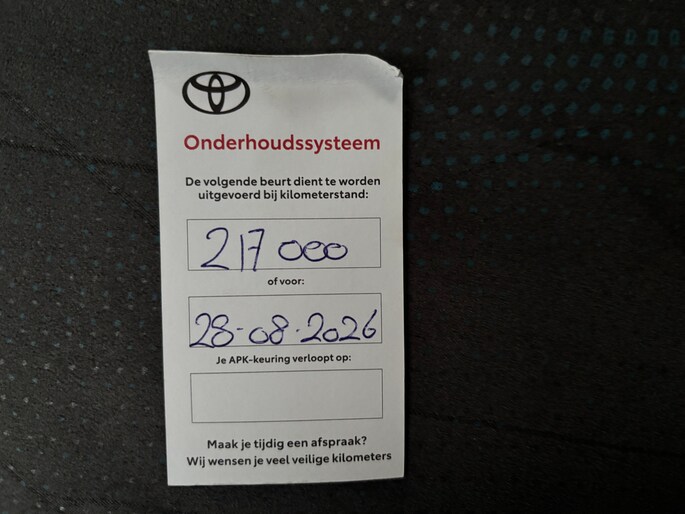 Onderhoudssysteem
De volgende beurt dient te worden
uitgevoerd bij kilometerstand:
217 000
of voor:
28-08-2026
Je APK-keuring verloopt op:
Maak je tijdig een afspraak?
Wij wensen je veel veilige kilometers